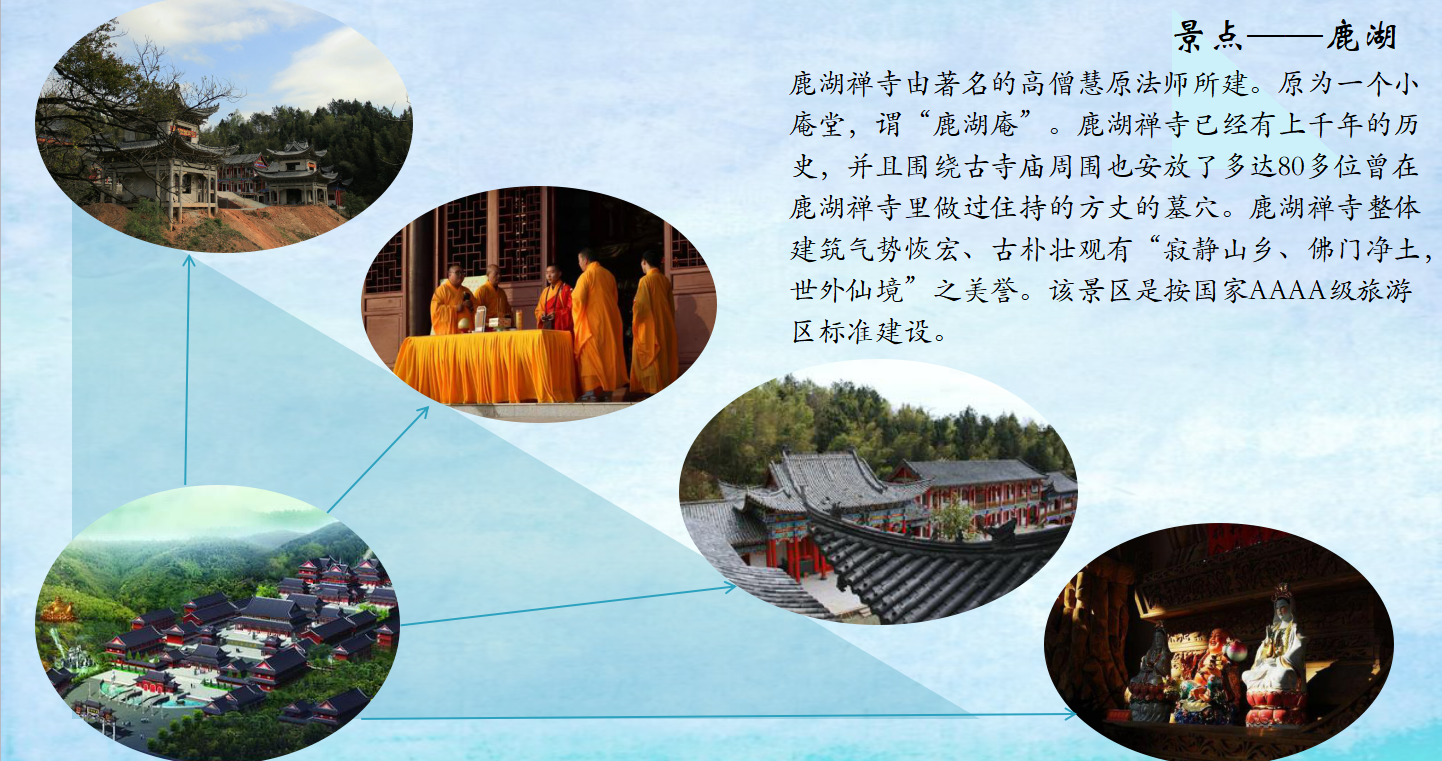 景点——鹿湖
鹿湖禅寺由著名的高僧慧原法师所建。原为一个小
庵堂，谓“鹿湖庵”。鹿湖禅寺已经有上千年的历
史，并且围绕古寺庙周围也安放了多达80多位曾在
鹿湖禅寺里做过住持的方丈的墓穴。鹿湖禅寺整体
建筑气势恢宏、古朴壮观有“寂静山乡、佛门净土，
世外仙境”之美誉。该景区是按国家AAAA级旅游
区标准建设。